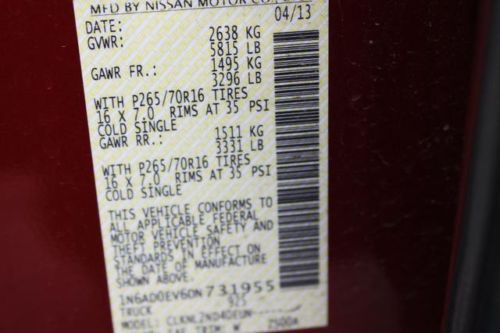 MFD BY NISSAN MOTOR CO.,
DATE: 04/13
GVWR: 2638 KG
5815 LB
GAWR FR.: 1495 KG
3296 LB
WITH P265/70R16 TIRES
16 X 7.0 RIMS AT 35 PSI
COLD SINGLE
GAWR RR.: 1511 KG
3331 LB
WITH P265/70R16 TIRES
16 X 7.0 RIMS AT 35 PSI
COLD SINGLE
THIS VEHICLE CONFORMS TO
ALL APPLICABLE FEDERAL
MOTOR VEHICLE SAFETY AND
THEFT PREVENTION
STANDARDS IN EFFECT ON
THE DATE OF MANUFACTURE
SHOWN ABOVE
1N6AD0EV6DN731955
TRUCK 925
MODEL: